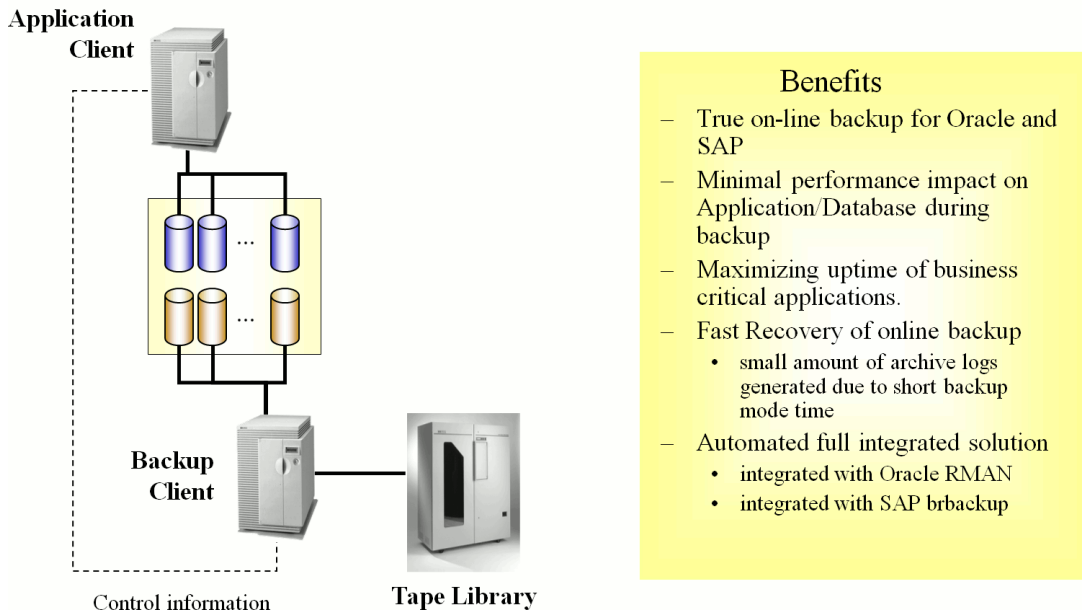 Application
Client
...
...
Backup
Client
Control information
Tape Library
Benefits
– True on-line backup for Oracle and
SAP
– Minimal performance impact on
Application/Database during
backup
– Maximizing uptime of business
critical applications.
– Fast Recovery of online backup
• small amount of archive logs
generated due to short backup
mode time
– Automated full integrated solution
• integrated with Oracle RMAN
• integrated with SAP brbackup